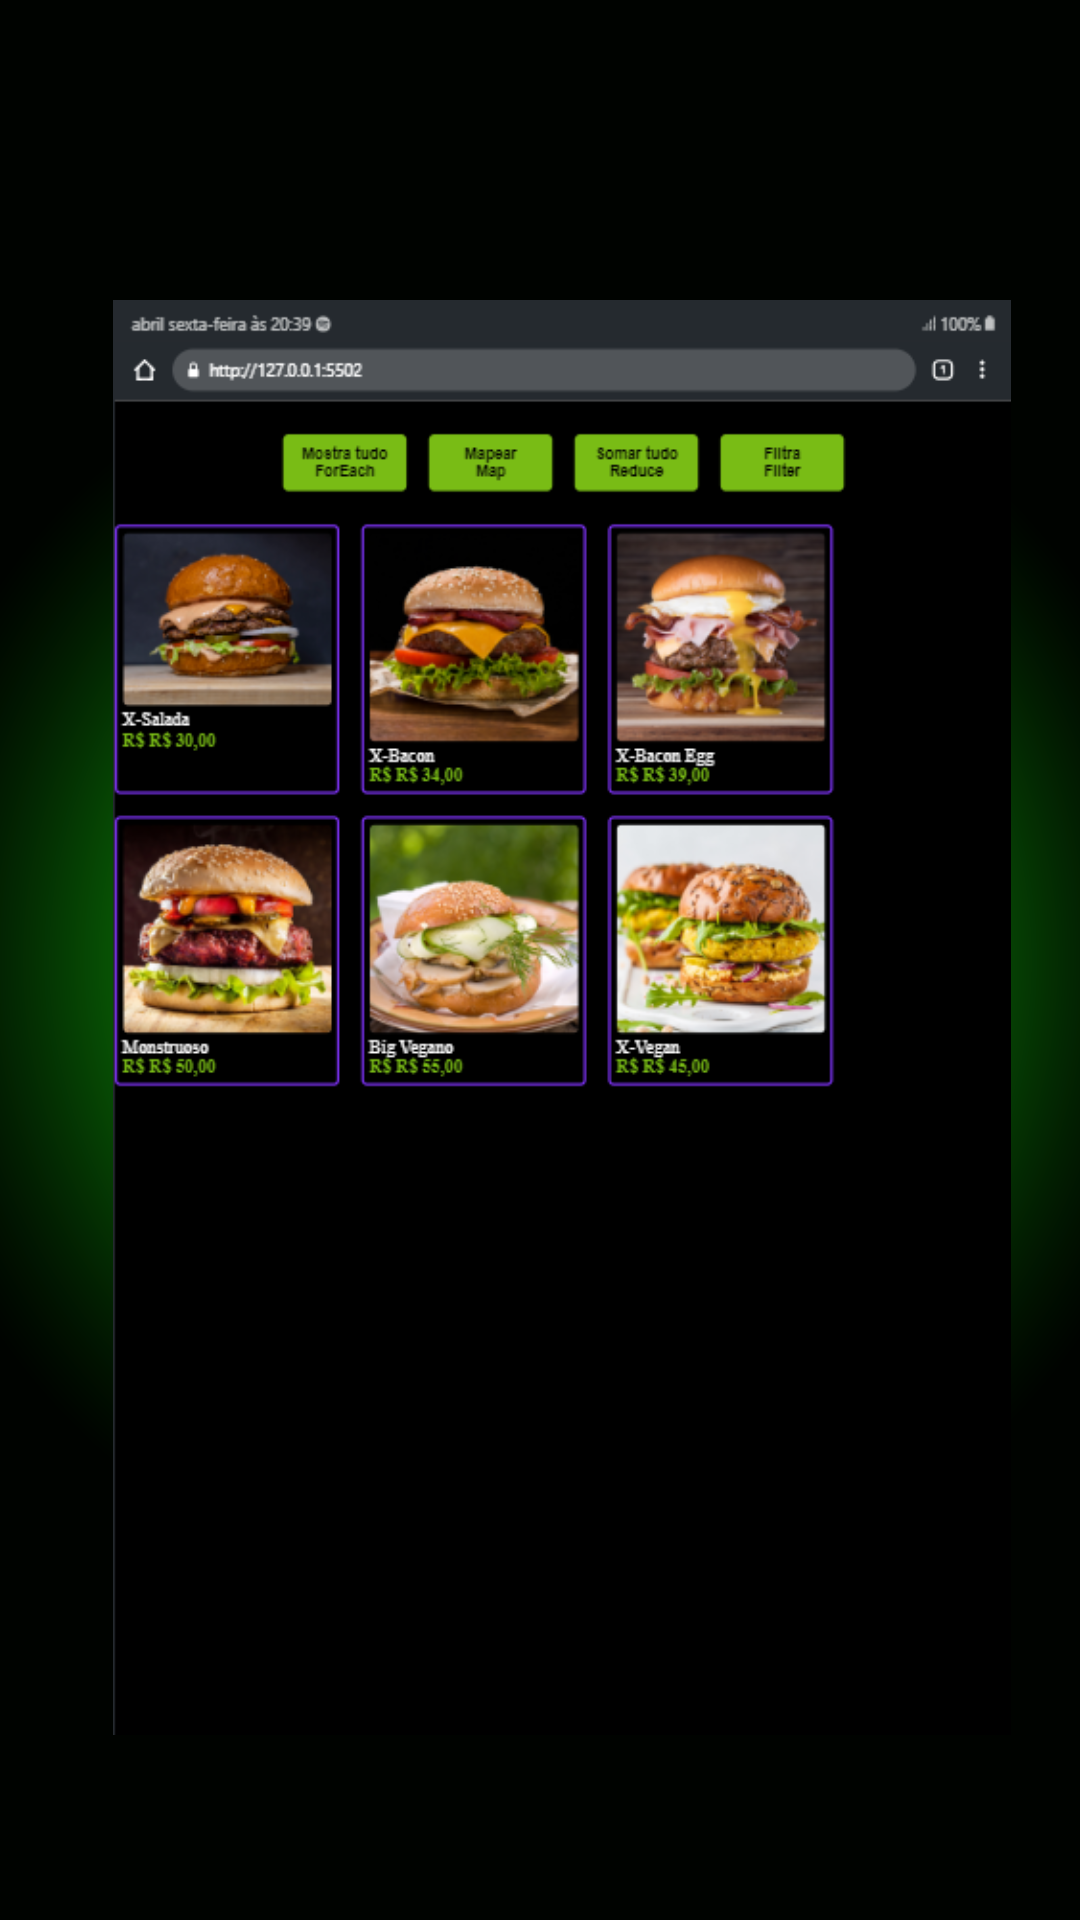 abril sexta-feira às 20:39
100%
http://127.0.0.1:5502
1
Mostra tudo
ForEach
Mapear
Map
Somar tudo
Reduce
Filtra
Filter
X-Salada
R$ R$ 30,00
X-Bacon
R$ R$ 34,00
X-Bacon Egg
R$ R$ 39,00
Monstruoso
R$ R$ 50,00
Big Vegano
R$ R$ 55,00
X-Vegan
R$ R$ 45,00